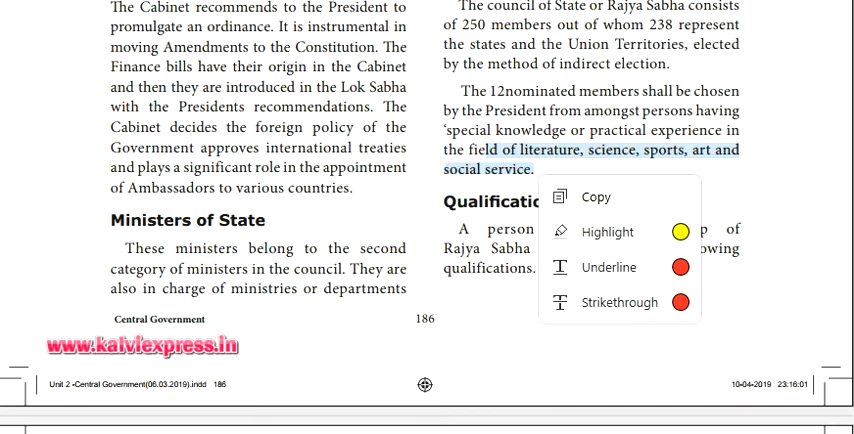 The Cabinet recommends to the President to
promulgate an ordinance. It is instrumental in
moving Amendments to the Constitution. The
Finance bills have their origin in the Cabinet
and then they are introduced in the Lok Sabha
with the Presidents recommendations. The
Cabinet decides the foreign policy of the
Government approves international treaties
and plays a significant role in the appointment
of Ambassadors to various countries.
Ministers of State
These ministers belong to the second
category of ministers in the council. They are
also in charge of ministries or departments
The council of State or Rajya Sabha consists
of 250 members out of whom 238 represent
the states and the Union Territories, elected
by the method of indirect election.
The 12nominated members shall be chosen
by the President from amongst persons having
‘special knowledge or practical experience in
the field of literature, science, sports, art and
social service.
Qualificatio
A person p of
Rajya Sabha owing
qualifications.
Copy
Highlight
Underline
Strikethrough
Central Government 186
www.kalviexpress.in
Unit 2 -Central Government(06.03.2019).indd 186 10-04-2019 23:16:01